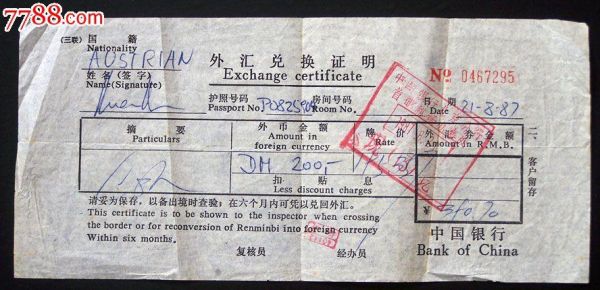 7788.com
(三联) 国籍
Nationality
AUSTRIAN
外汇兑换证明
Exchange certificate
№ 0467295
姓名(签字)
Name(Signature)
护照号码
Passport No.
房间号码
Room No.
日期
Date 21-8-87
摘要
Particulars
外币金额
Amount in
foreign currency
牌价
Rate
外汇券金额
Amount in R.M.B.
DM 200,-
扣贴息
Less discount charges
二、客户留存
请妥为保存,以备出境时查验;在六个月内可凭以兑回外汇。
This certificate is to be shown to the inspector when crossing
the border or for reconversion of Renminbi into foreign currency
Within six months.
复核员
经办员
中国银行
Bank of China